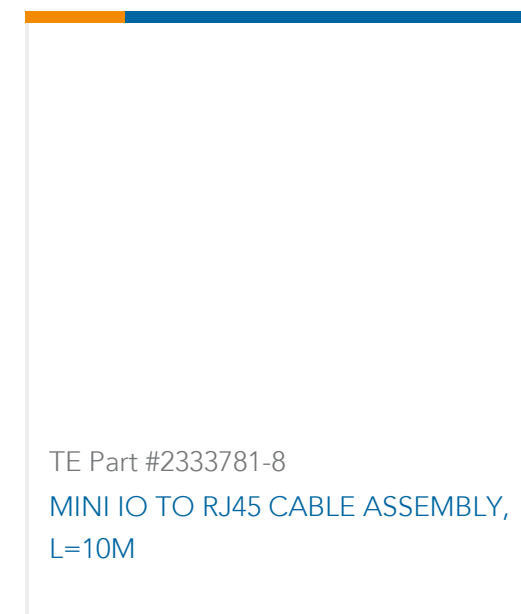 TE Part #2333781-8
MINI IO TO RJ45 CABLE ASSEMBLY,
L=10M